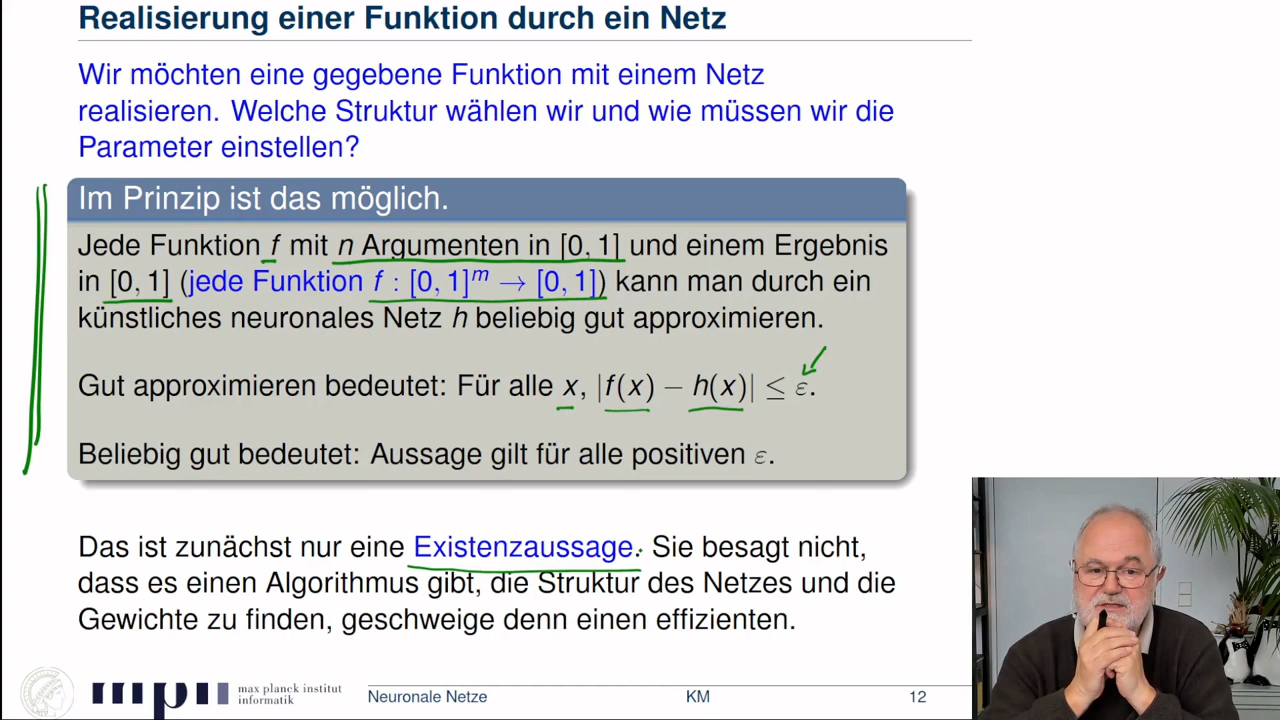 Realisierung einer Funktion durch ein Netz
Wir möchten eine gegebene Funktion mit einem Netz
realisieren. Welche Struktur wählen wir und wie müssen wir die
Parameter einstellen?
Im Prinzip ist das möglich.
Jede Funktion f mit n Argumenten in [0, 1] und einem Ergebnis
in [0, 1] (jede Funktion f : [0, 1]^m → [0, 1]) kann man durch ein
künstliches neuronales Netz h beliebig gut approximieren.
Gut approximieren bedeutet: Für alle x, |f(x) − h(x)| ≤ ε.
Beliebig gut bedeutet: Aussage gilt für alle positiven ε.
Das ist zunächst nur eine Existenzaussage. Sie besagt nicht,
dass es einen Algorithmus gibt, die Struktur des Netzes und die
Gewichte zu finden, geschweige denn einen effizienten.
mpi max planck institut
informatik
Neuronale Netze KM 12